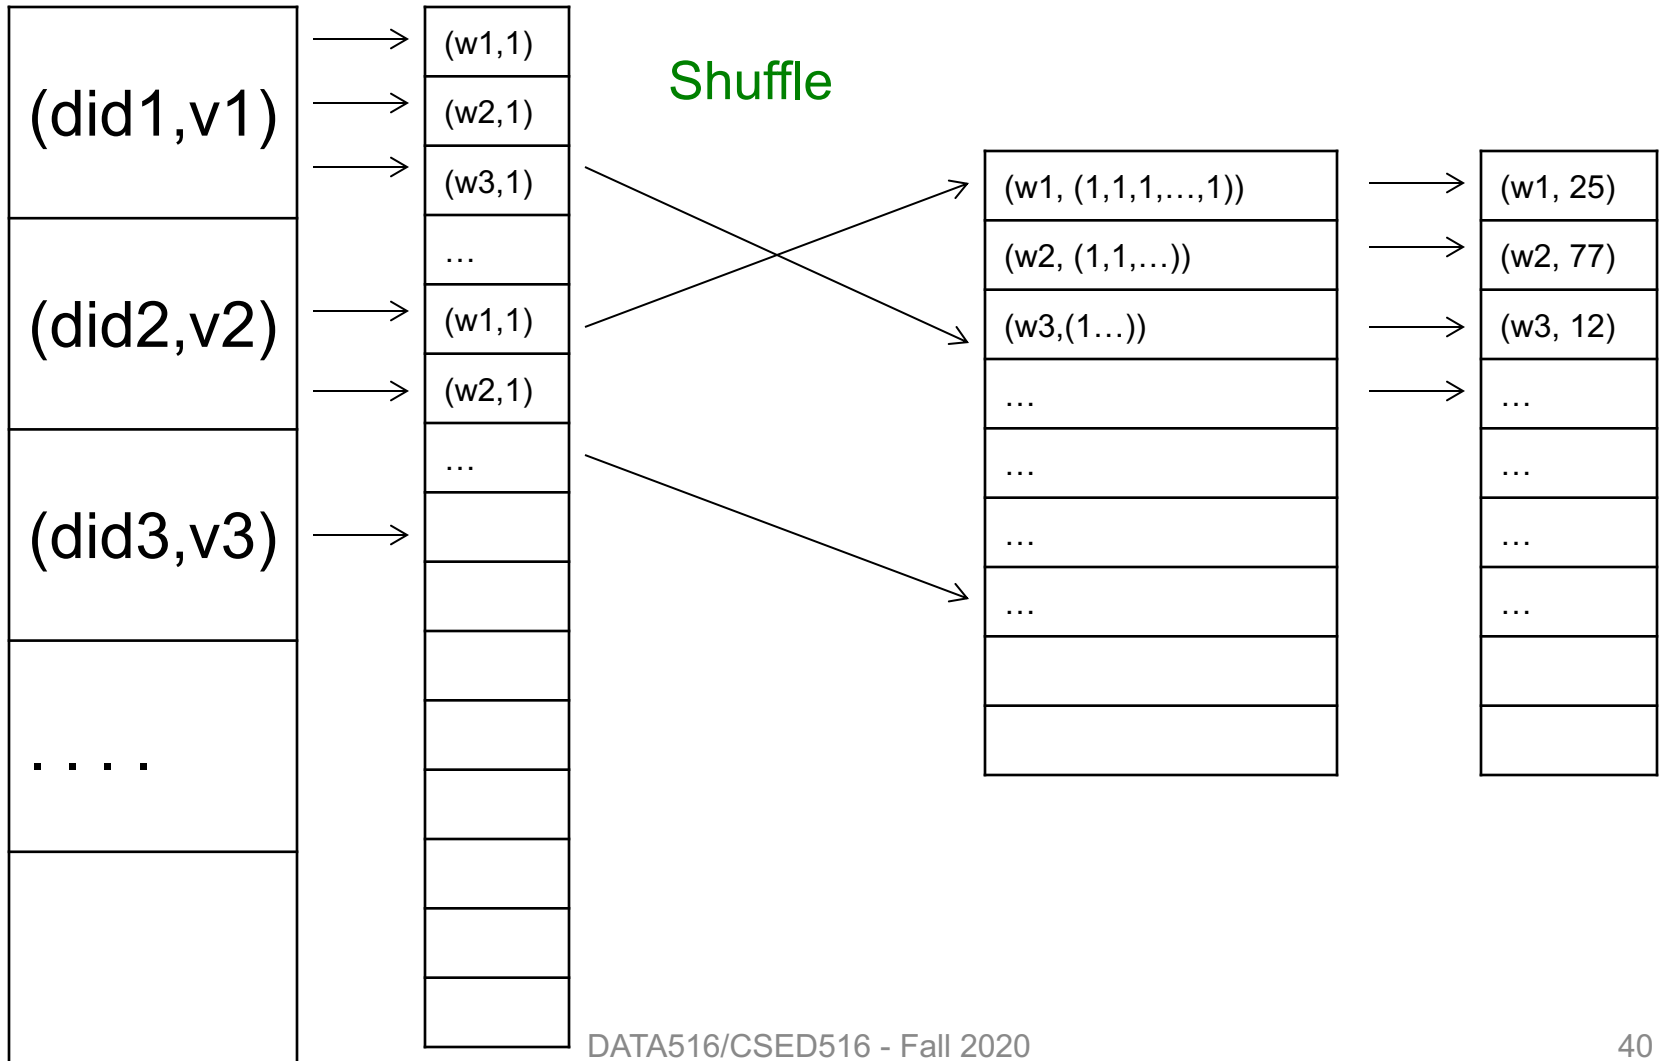 (did1,v1)
(did2,v2)
(did3,v3)
. . . .
(w1,1)
(w2,1)
(w3,1)
…
(w1,1)
(w2,1)
…
Shuffle
(w1, (1,1,1,…,1))
(w2, (1,1,…))
(w3,(1…))
…
…
…
…
(w1, 25)
(w2, 77)
(w3, 12)
…
…
…
…
DATA516/CSED516 - Fall 2020
40